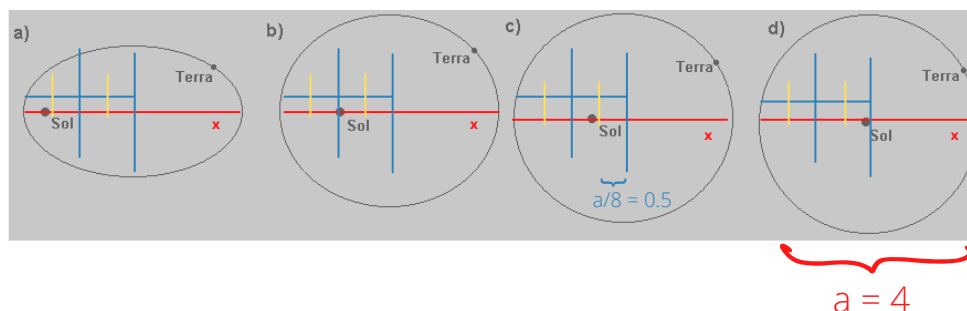 a)
Terra
Sol
x
b)
Terra
Sol
x
c)
Terra
Sol
x
a/8 = 0.5
d)
Terra
Sol
x
a = 4